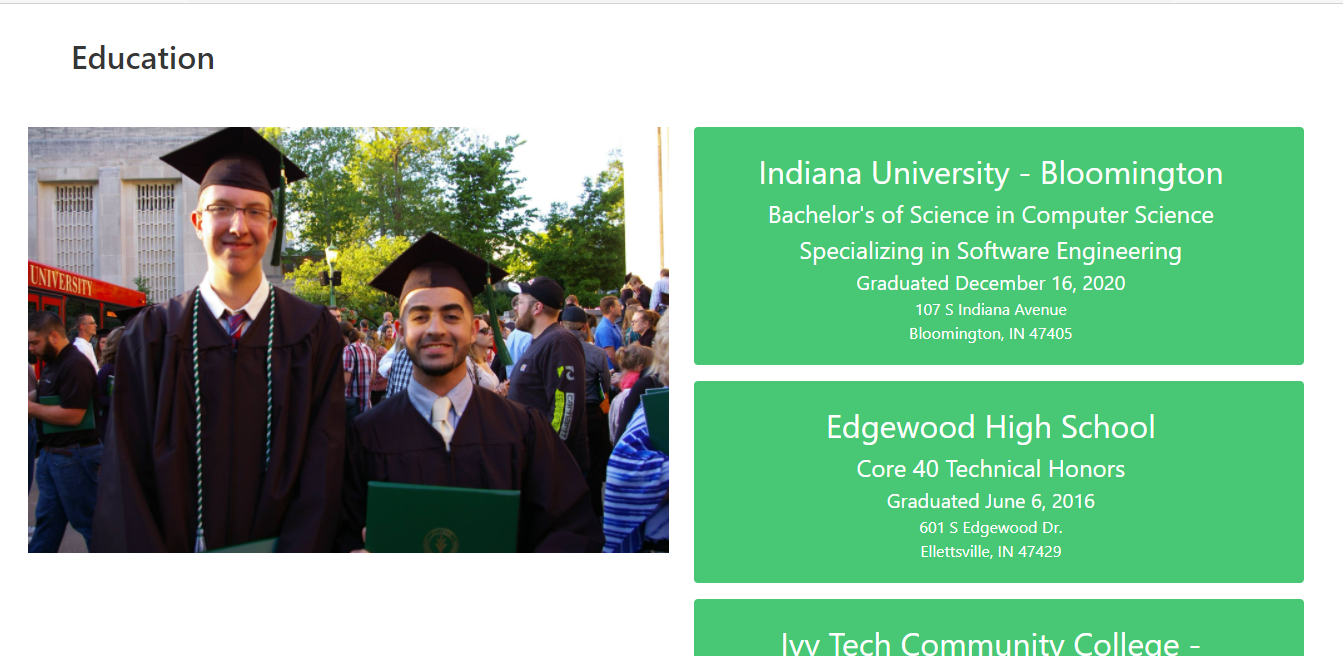 Education
UNIVERSITY
Indiana University - Bloomington
Bachelor's of Science in Computer Science
Specializing in Software Engineering
Graduated December 16, 2020
107 S Indiana Avenue
Bloomington, IN 47405
Edgewood High School
Core 40 Technical Honors
Graduated June 6, 2016
601 S Edgewood Dr.
Ellettsville, IN 47429
Ivy Tech Community College -